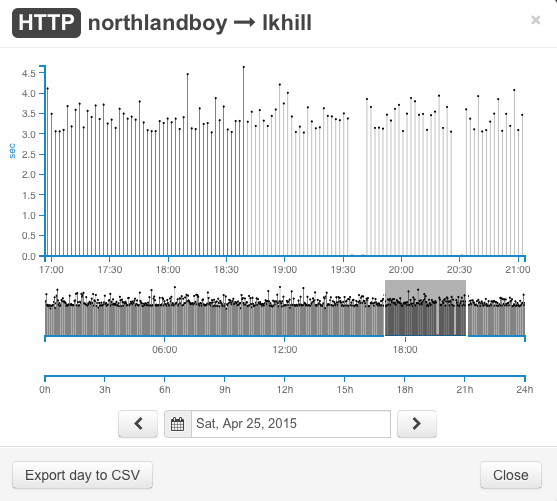 HTTP northlandboy → lkhill ×
4.5
4.0
3.5
3.0
2.5
2.0
1.5
1.0
0.5
0.0
sec
17:00 17:30 18:00 18:30 19:00 19:30 20:00 20:30 21:00
06:00 12:00 18:00
0h 3h 6h 9h 12h 15h 18h 21h 24h
Sat, Apr 25, 2015
Export day to CSV Close